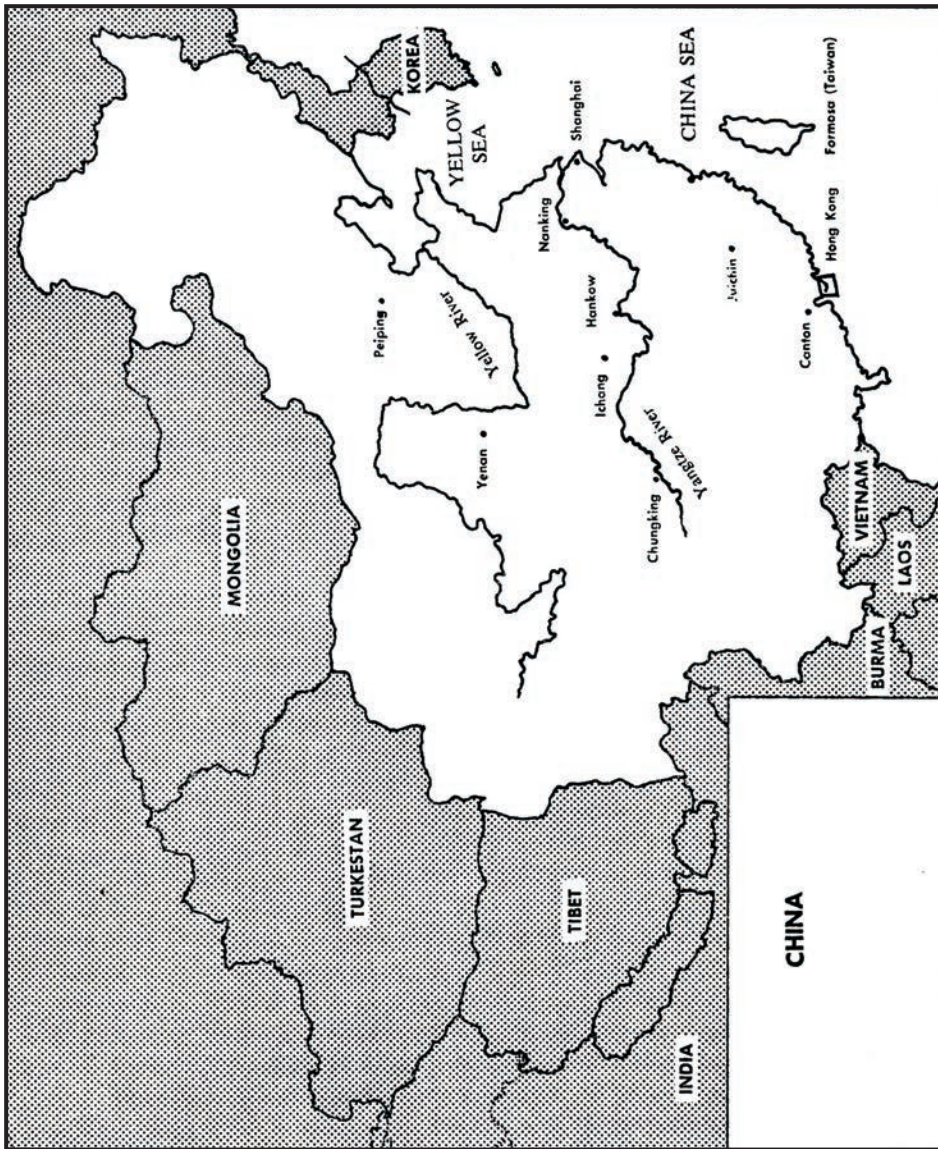 MONGOLIA
TURKESTAN
TIBET
INDIA
CHINA
BURMA
LAOS
VIETNAM
KOREA
YELLOW
SEA
CHINA SEA
Peiping
Yellow River
Yenan
Nanking
Shanghai
Hankow
Ichang
Chungking
Yangtze River
Juichin
Canton
Hong Kong
Formosa (Taiwan)